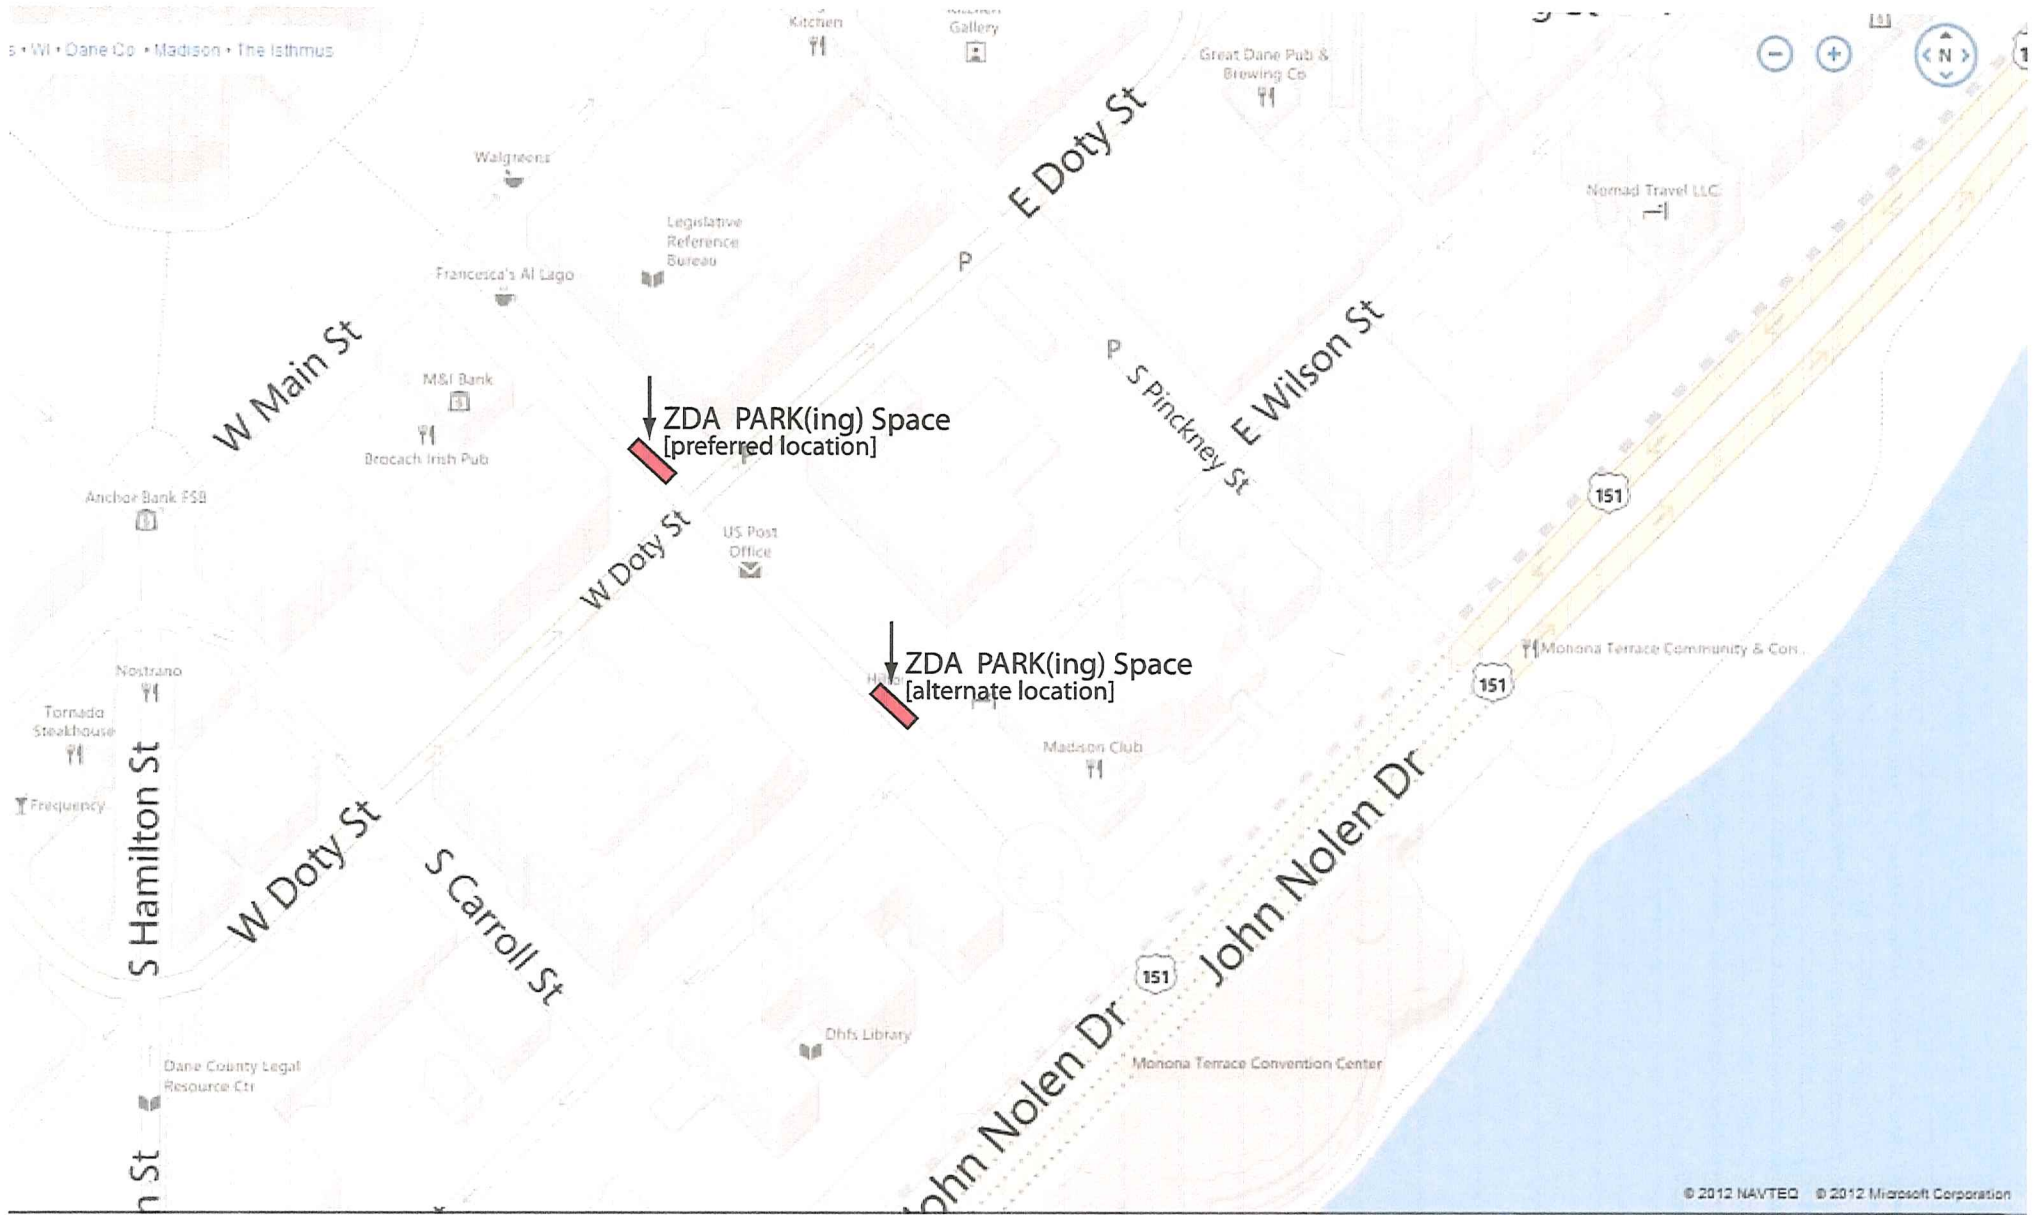 s • WI • Dane Co • Madison • The Isthmus
Kitchen
Gallery
Great Dane Pub &
Brewing Co
N
E Doty St
Walgreens
Nomad Travel LLC
Legislative
Reference
Bureau
P
Francesca's Al Lago
W Main St
E Wilson St
P
S Pinckney St
M&I Bank
ZDA PARK(ing) Space
[preferred location]
Brocach Irish Pub
Anchor Bank FSB
151
W Doty St
US Post
Office
Monona Terrace Community & Con..
ZDA PARK(ing) Space
[alternate location]
151
Nostrano
Tornado
Steakhouse
Madison Club
S Hamilton St
Frequency
W Doty St
S Carroll St
John Nolen Dr
151
John Nolen Dr
Dhfs Library
Monona Terrace Convention Center
Dane County Legal
Resource Ctr
n St
© 2012 NAVTEQ © 2012 Microsoft Corporation